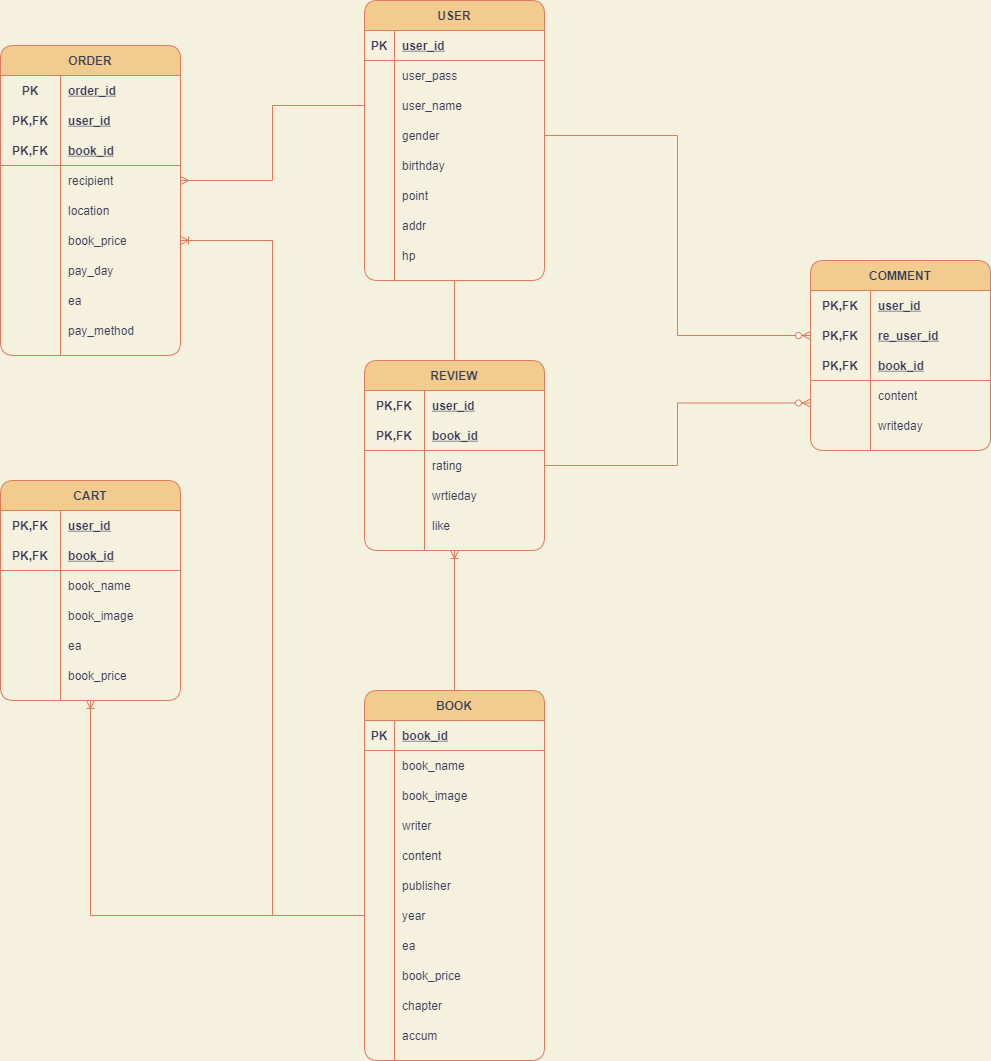 USER
PK user_id
user_pass
user_name
gender
birthday
point
addr
hp
ORDER
PK order_id
PK,FK user_id
PK,FK book_id
recipient
location
book_price
pay_day
ea
pay_method
COMMENT
PK,FK user_id
PK,FK re_user_id
PK,FK book_id
content
writeday
REVIEW
PK,FK user_id
PK,FK book_id
rating
wrtieday
like
CART
PK,FK user_id
PK,FK book_id
book_name
book_image
ea
book_price
BOOK
PK book_id
book_name
book_image
writer
content
publisher
year
ea
book_price
chapter
accum